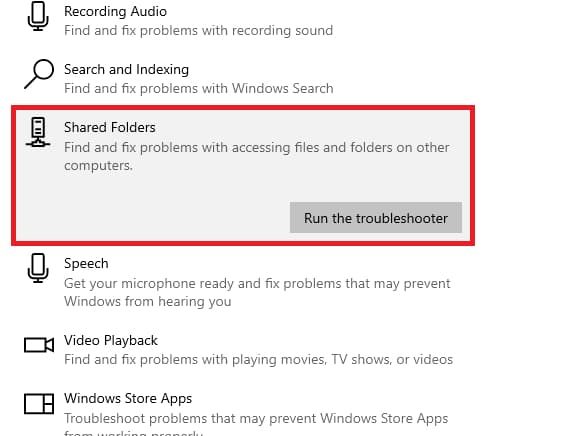 Recording Audio
Find and fix problems with recording sound
Search and Indexing
Find and fix problems with Windows Search
Shared Folders
Find and fix problems with accessing files and folders on other
computers.
Run the troubleshooter
Speech
Get your microphone ready and fix problems that may prevent
Windows from hearing you
Video Playback
Find and fix problems with playing movies, TV shows, or videos
Windows Store Apps
Troubleshoot problems that may prevent Windows Store Apps
from working properly